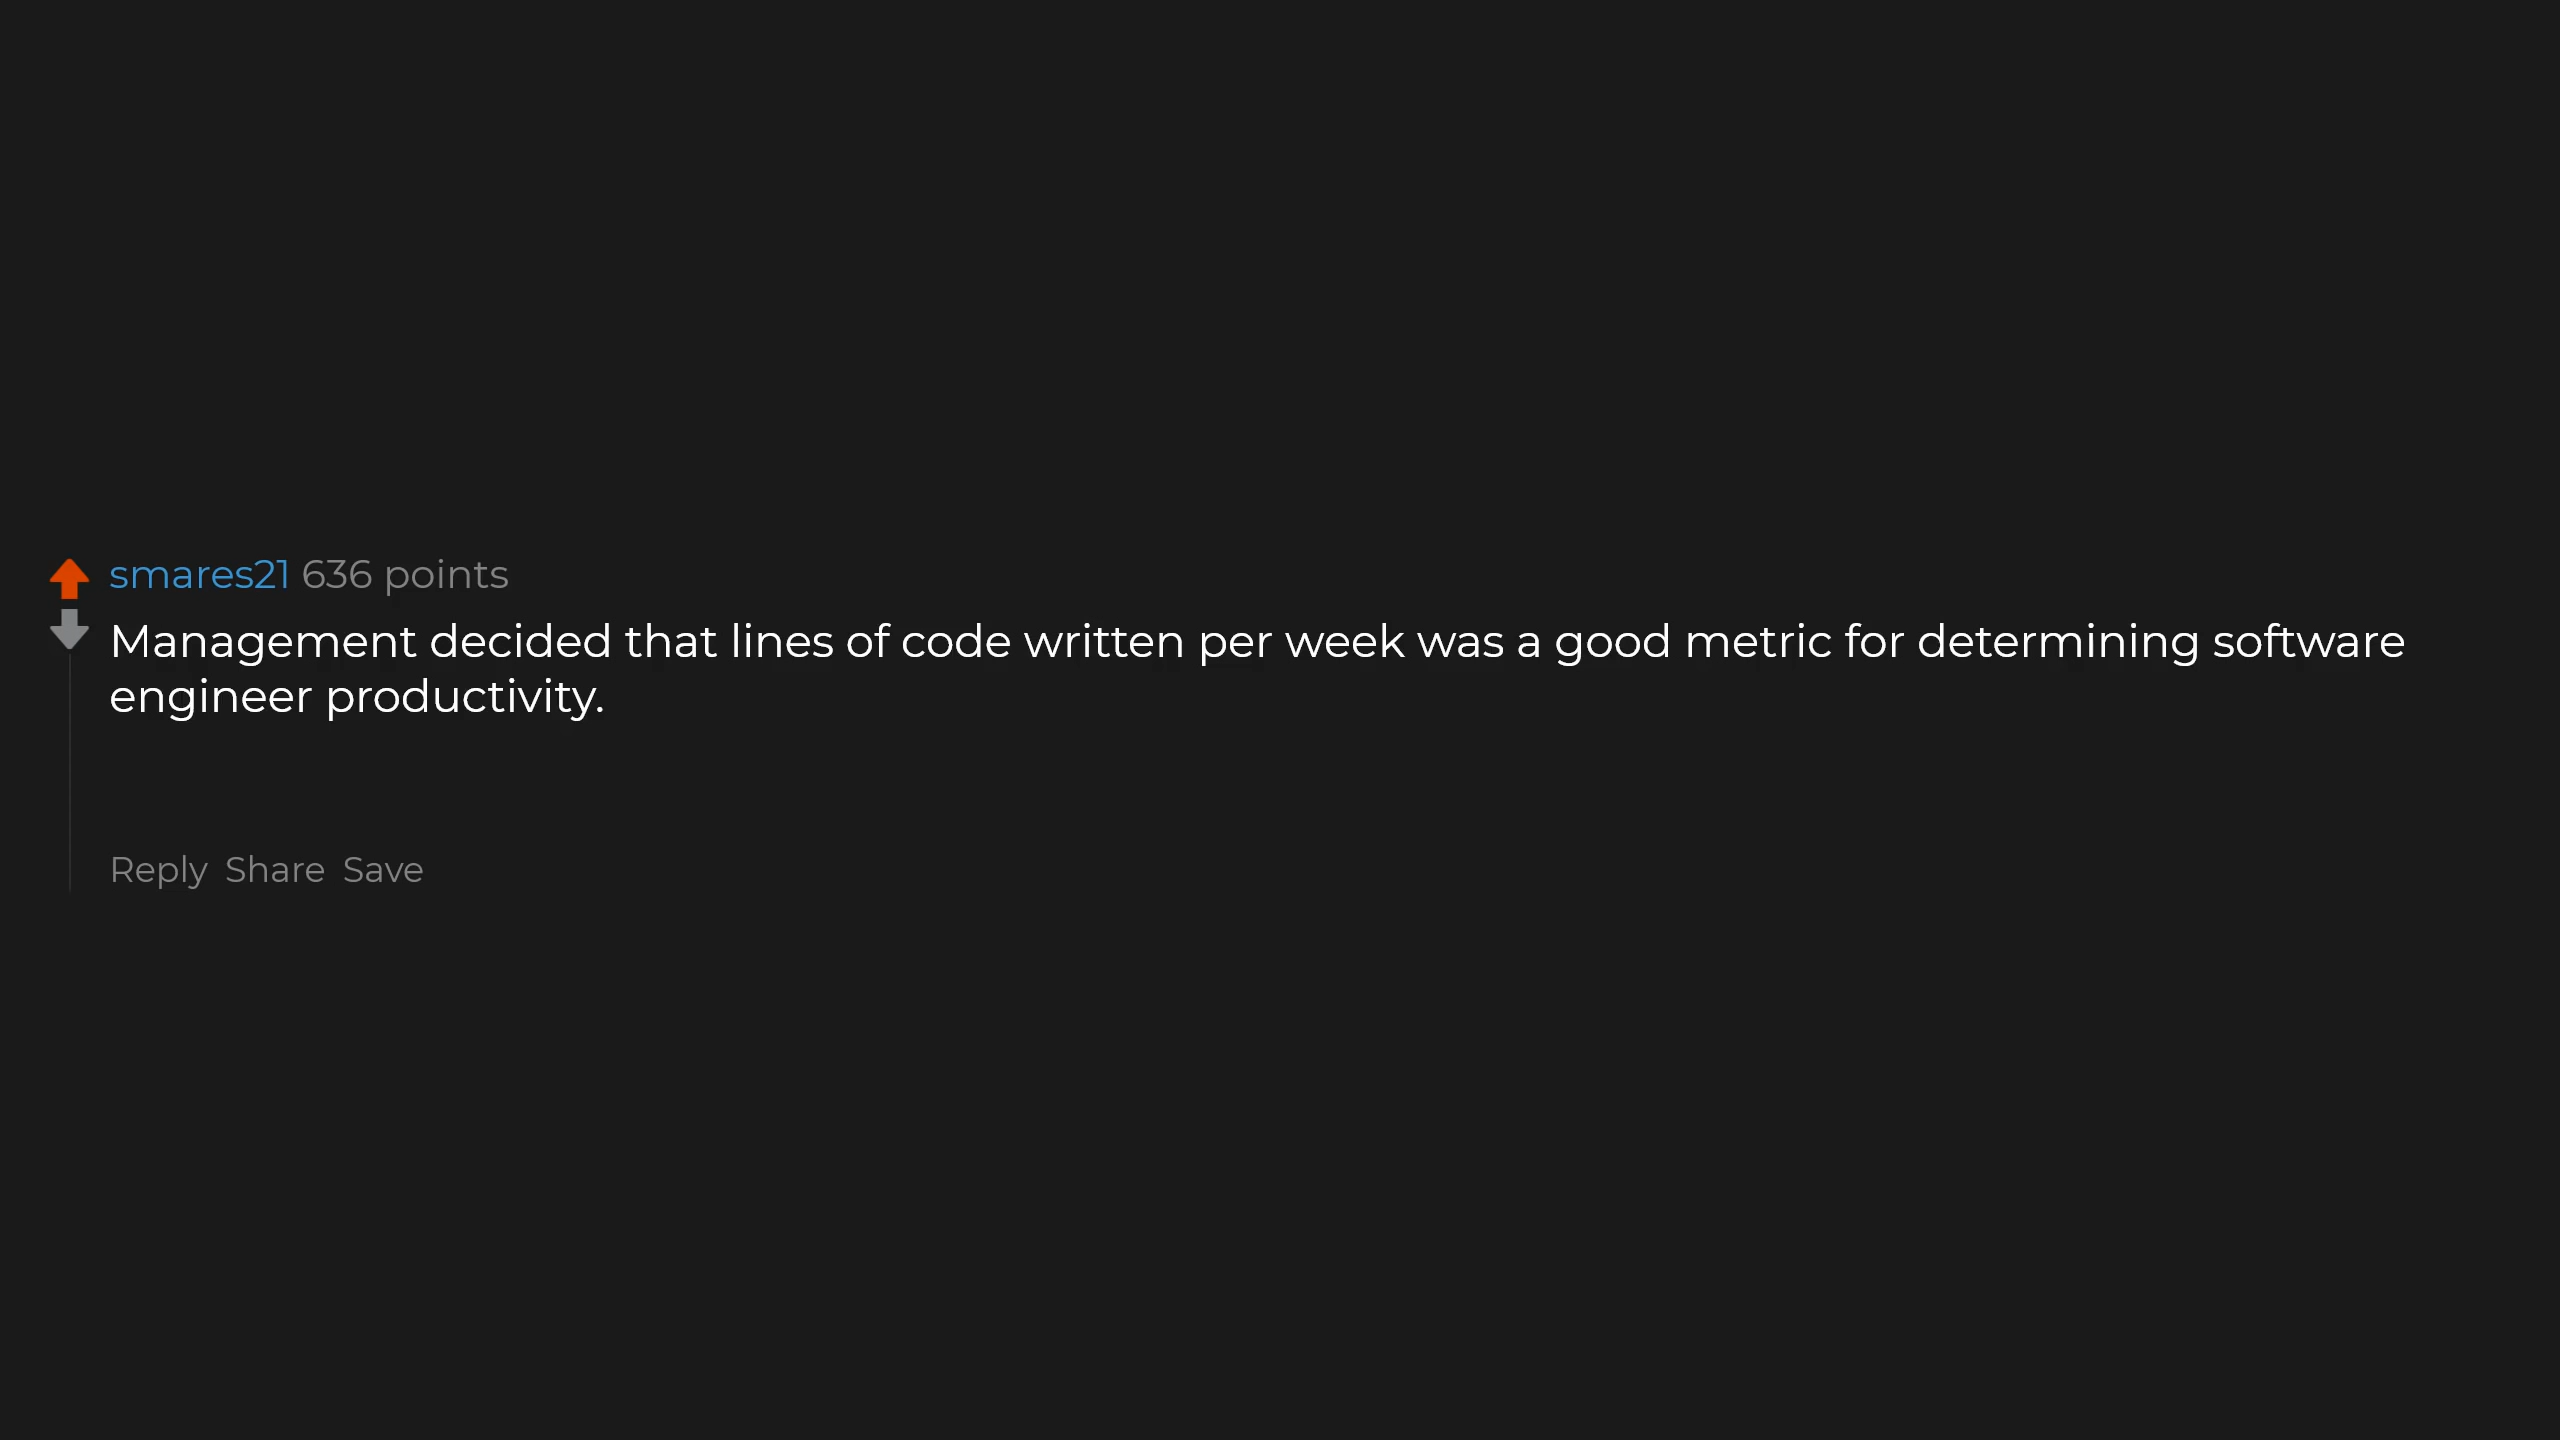 smares21 636 points
Management decided that lines of code written per week was a good metric for determining software
engineer productivity.
Reply Share Save